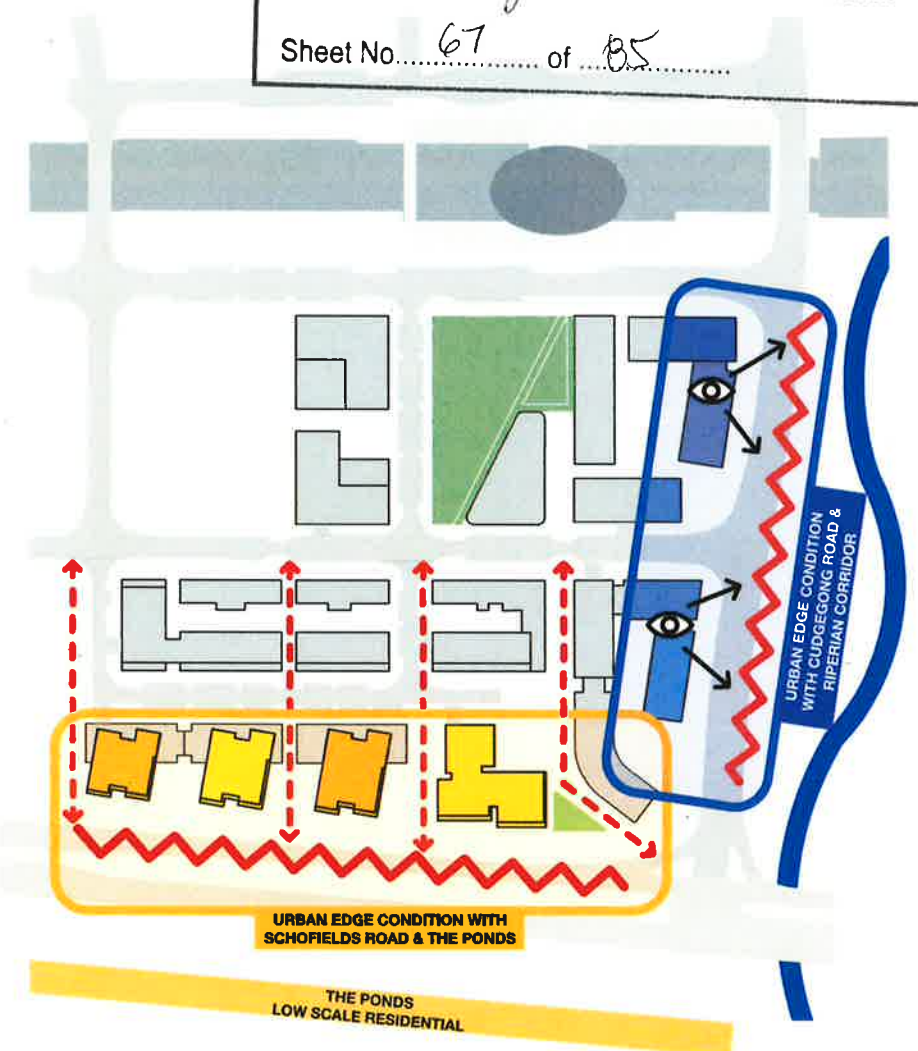 Sheet No. 67 of 85
URBAN EDGE CONDITION
WITH CUDGEGONG ROAD &
RIPERIAN CORRIDOR
URBAN EDGE CONDITION WITH
SCHOFIELDS ROAD & THE PONDS
THE PONDS
LOW SCALE RESIDENTIAL